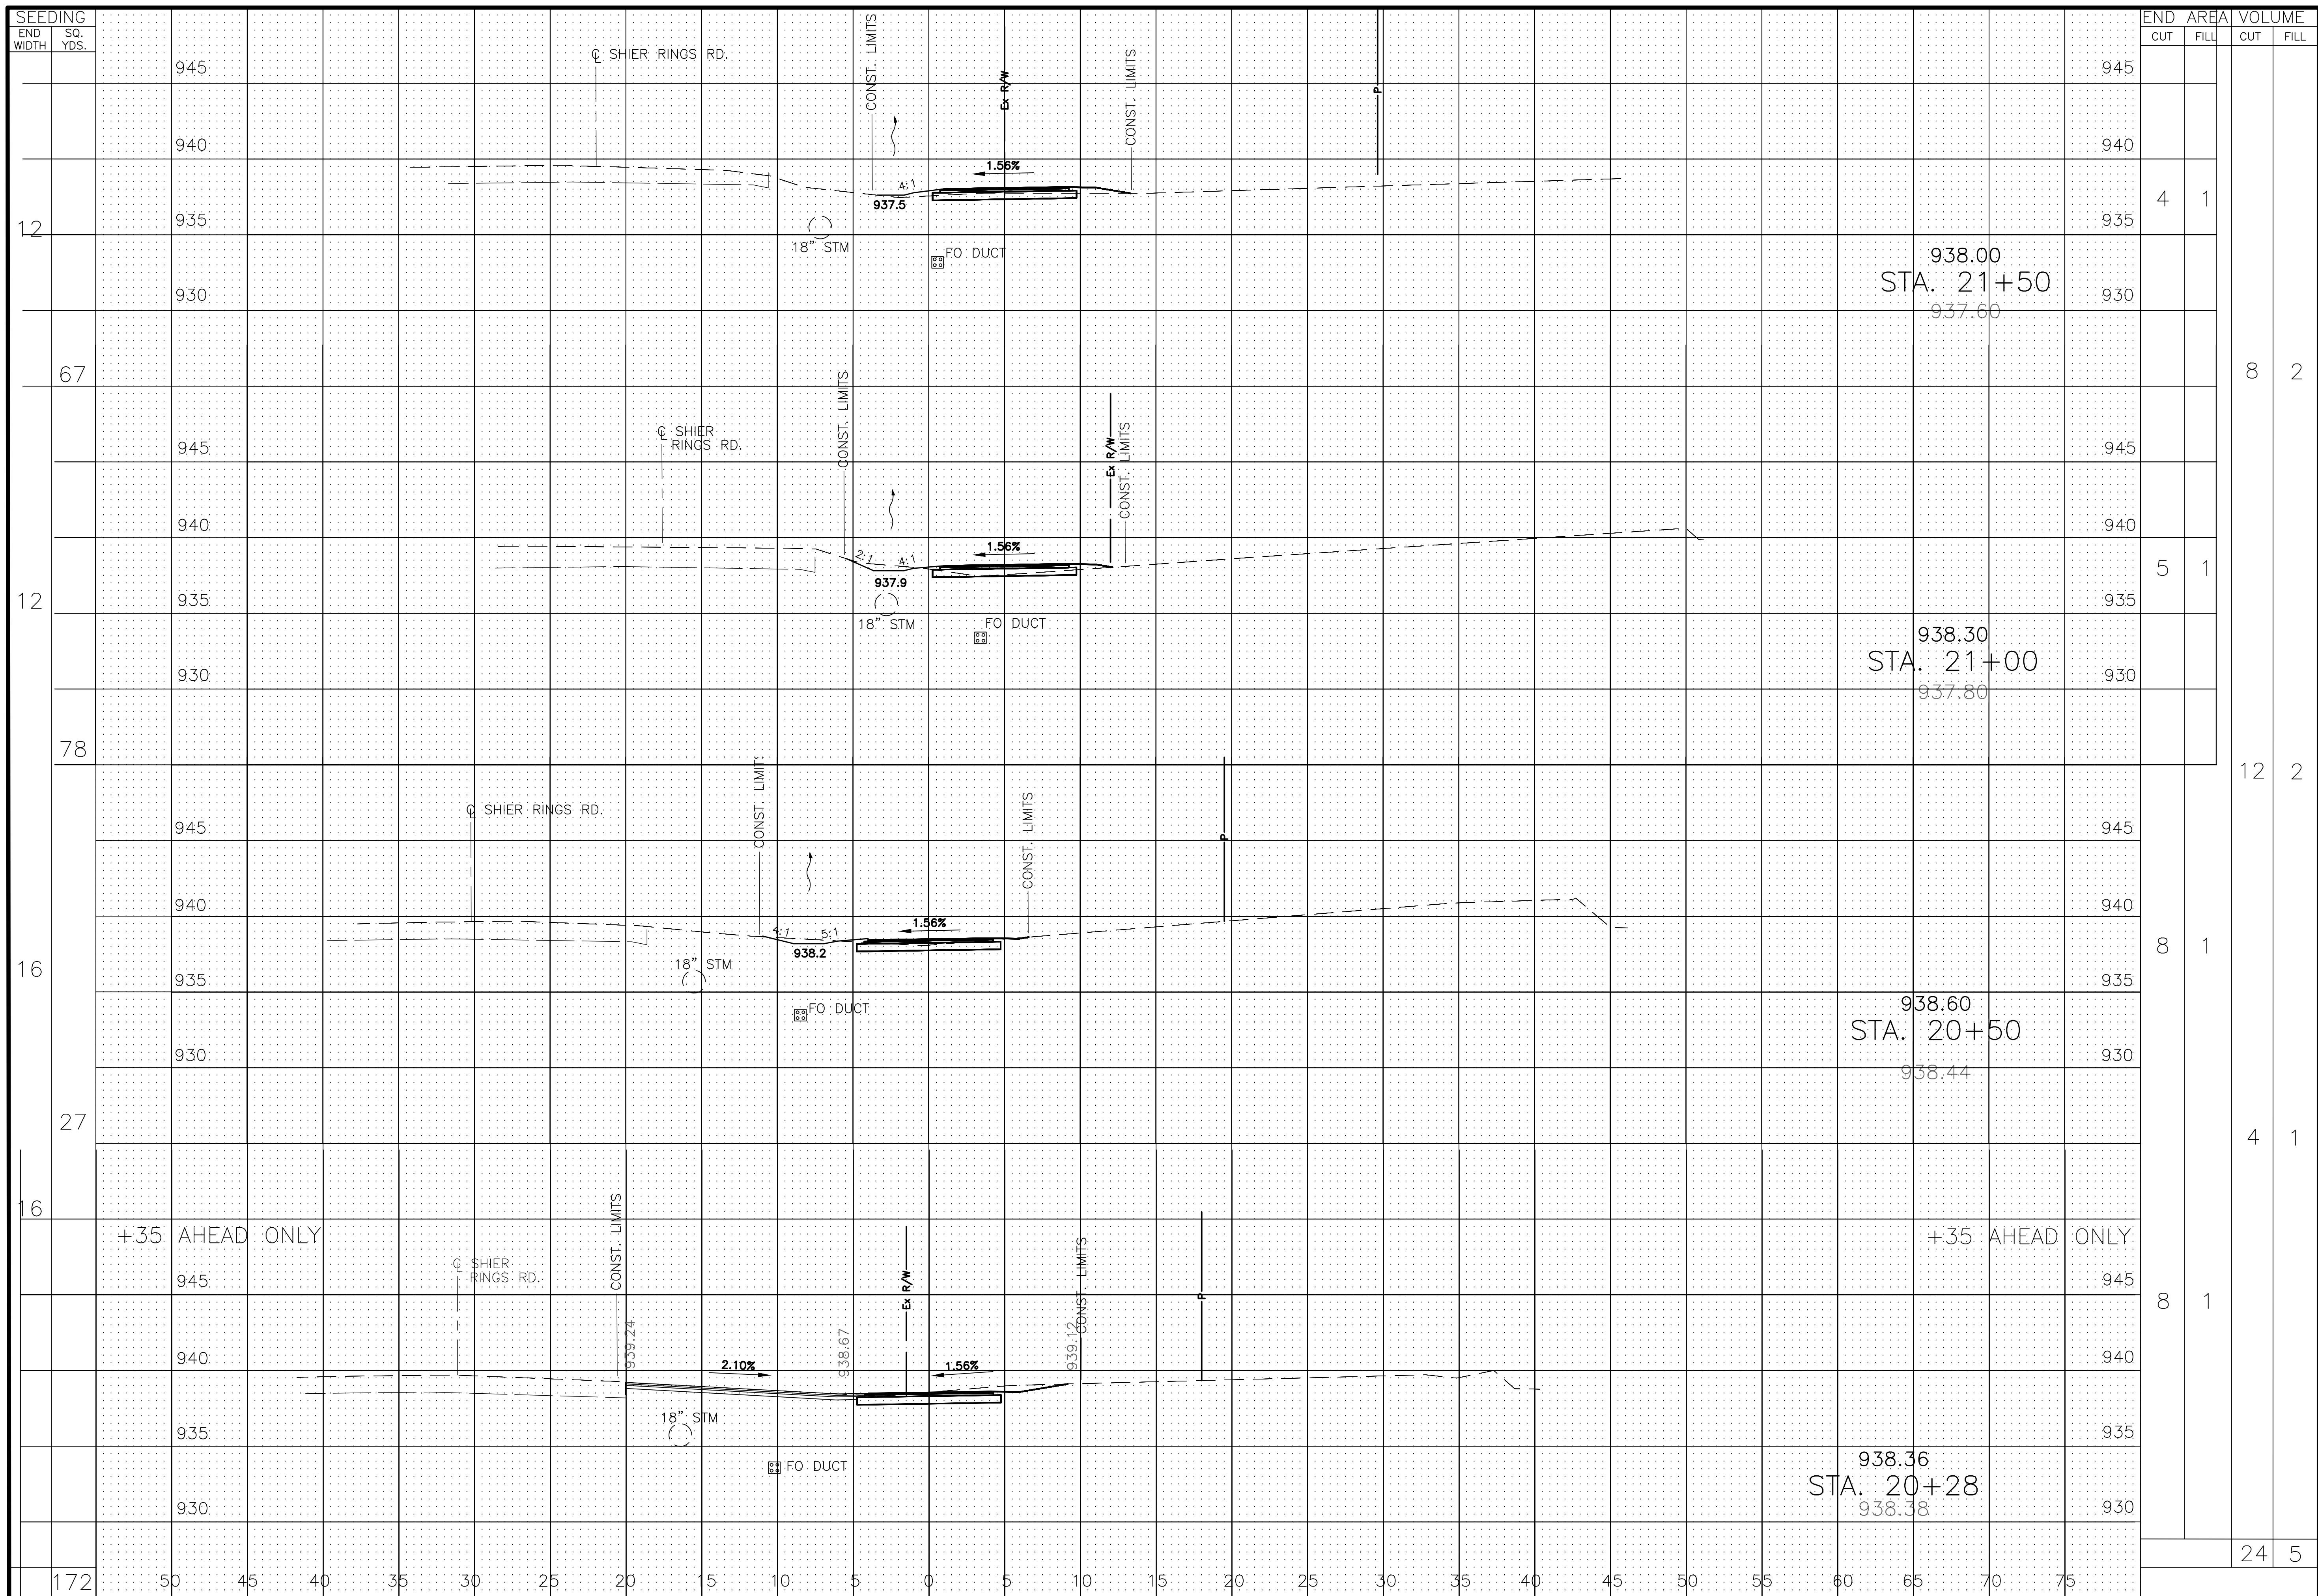 SEEDING
END WIDTH
SQ. YDS.
END AREA
VOLUME
CUT
FILL
CUT
FILL
℄ SHIER RINGS RD.
CONST. LIMITS
Ex R/W
CONST. LIMITS
P
945
945
940
940
1.56%
4:1
937.5
4
1
935
935
12
18" STM
FO DUCT
938.00
STA. 21+50
937.60
930
930
67
8
2
℄ SHIER
RINGS RD.
CONST. LIMITS
Ex R/W
CONST. LIMITS
945
945
940
940
1.56%
2:1
4:1
937.9
5
1
935
935
12
18" STM
FO DUCT
938.30
STA. 21+00
937.80
930
930
78
12
2
℄ SHIER RINGS RD.
CONST. LIMITS
CONST. LIMITS
P
945
945
940
940
1.56%
4:1
5:1
938.2
8
1
16
18" STM
935
935
FO DUCT
938.60
STA. 20+50
938.44
930
930
27
4
1
16
+35 AHEAD ONLY
+35 AHEAD ONLY
℄ SHIER
RINGS RD.
CONST. LIMITS
Ex R/W
CONST. LIMITS
P
945
945
8
1
939.24
938.67
939.12
940
940
2.10%
1.56%
18" STM
935
935
FO DUCT
938.36
STA. 20+28
938.38
930
930
24
5
172
50 45 40 35 30 25 20 15 10 5 0 5 10 15 20 25 30 35 40 45 50 55 60 65 70 75